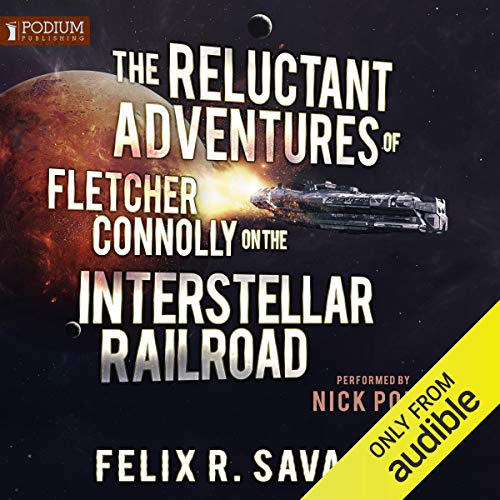 PODIUM
PUBLISHING
THE RELUCTANT
ADVENTURES OF
FLETCHER
CONNOLLY ON THE
INTERSTELLAR
RAILROAD
PERFORMED BY
NICK
FELIX R.
ONLY FROM
audible